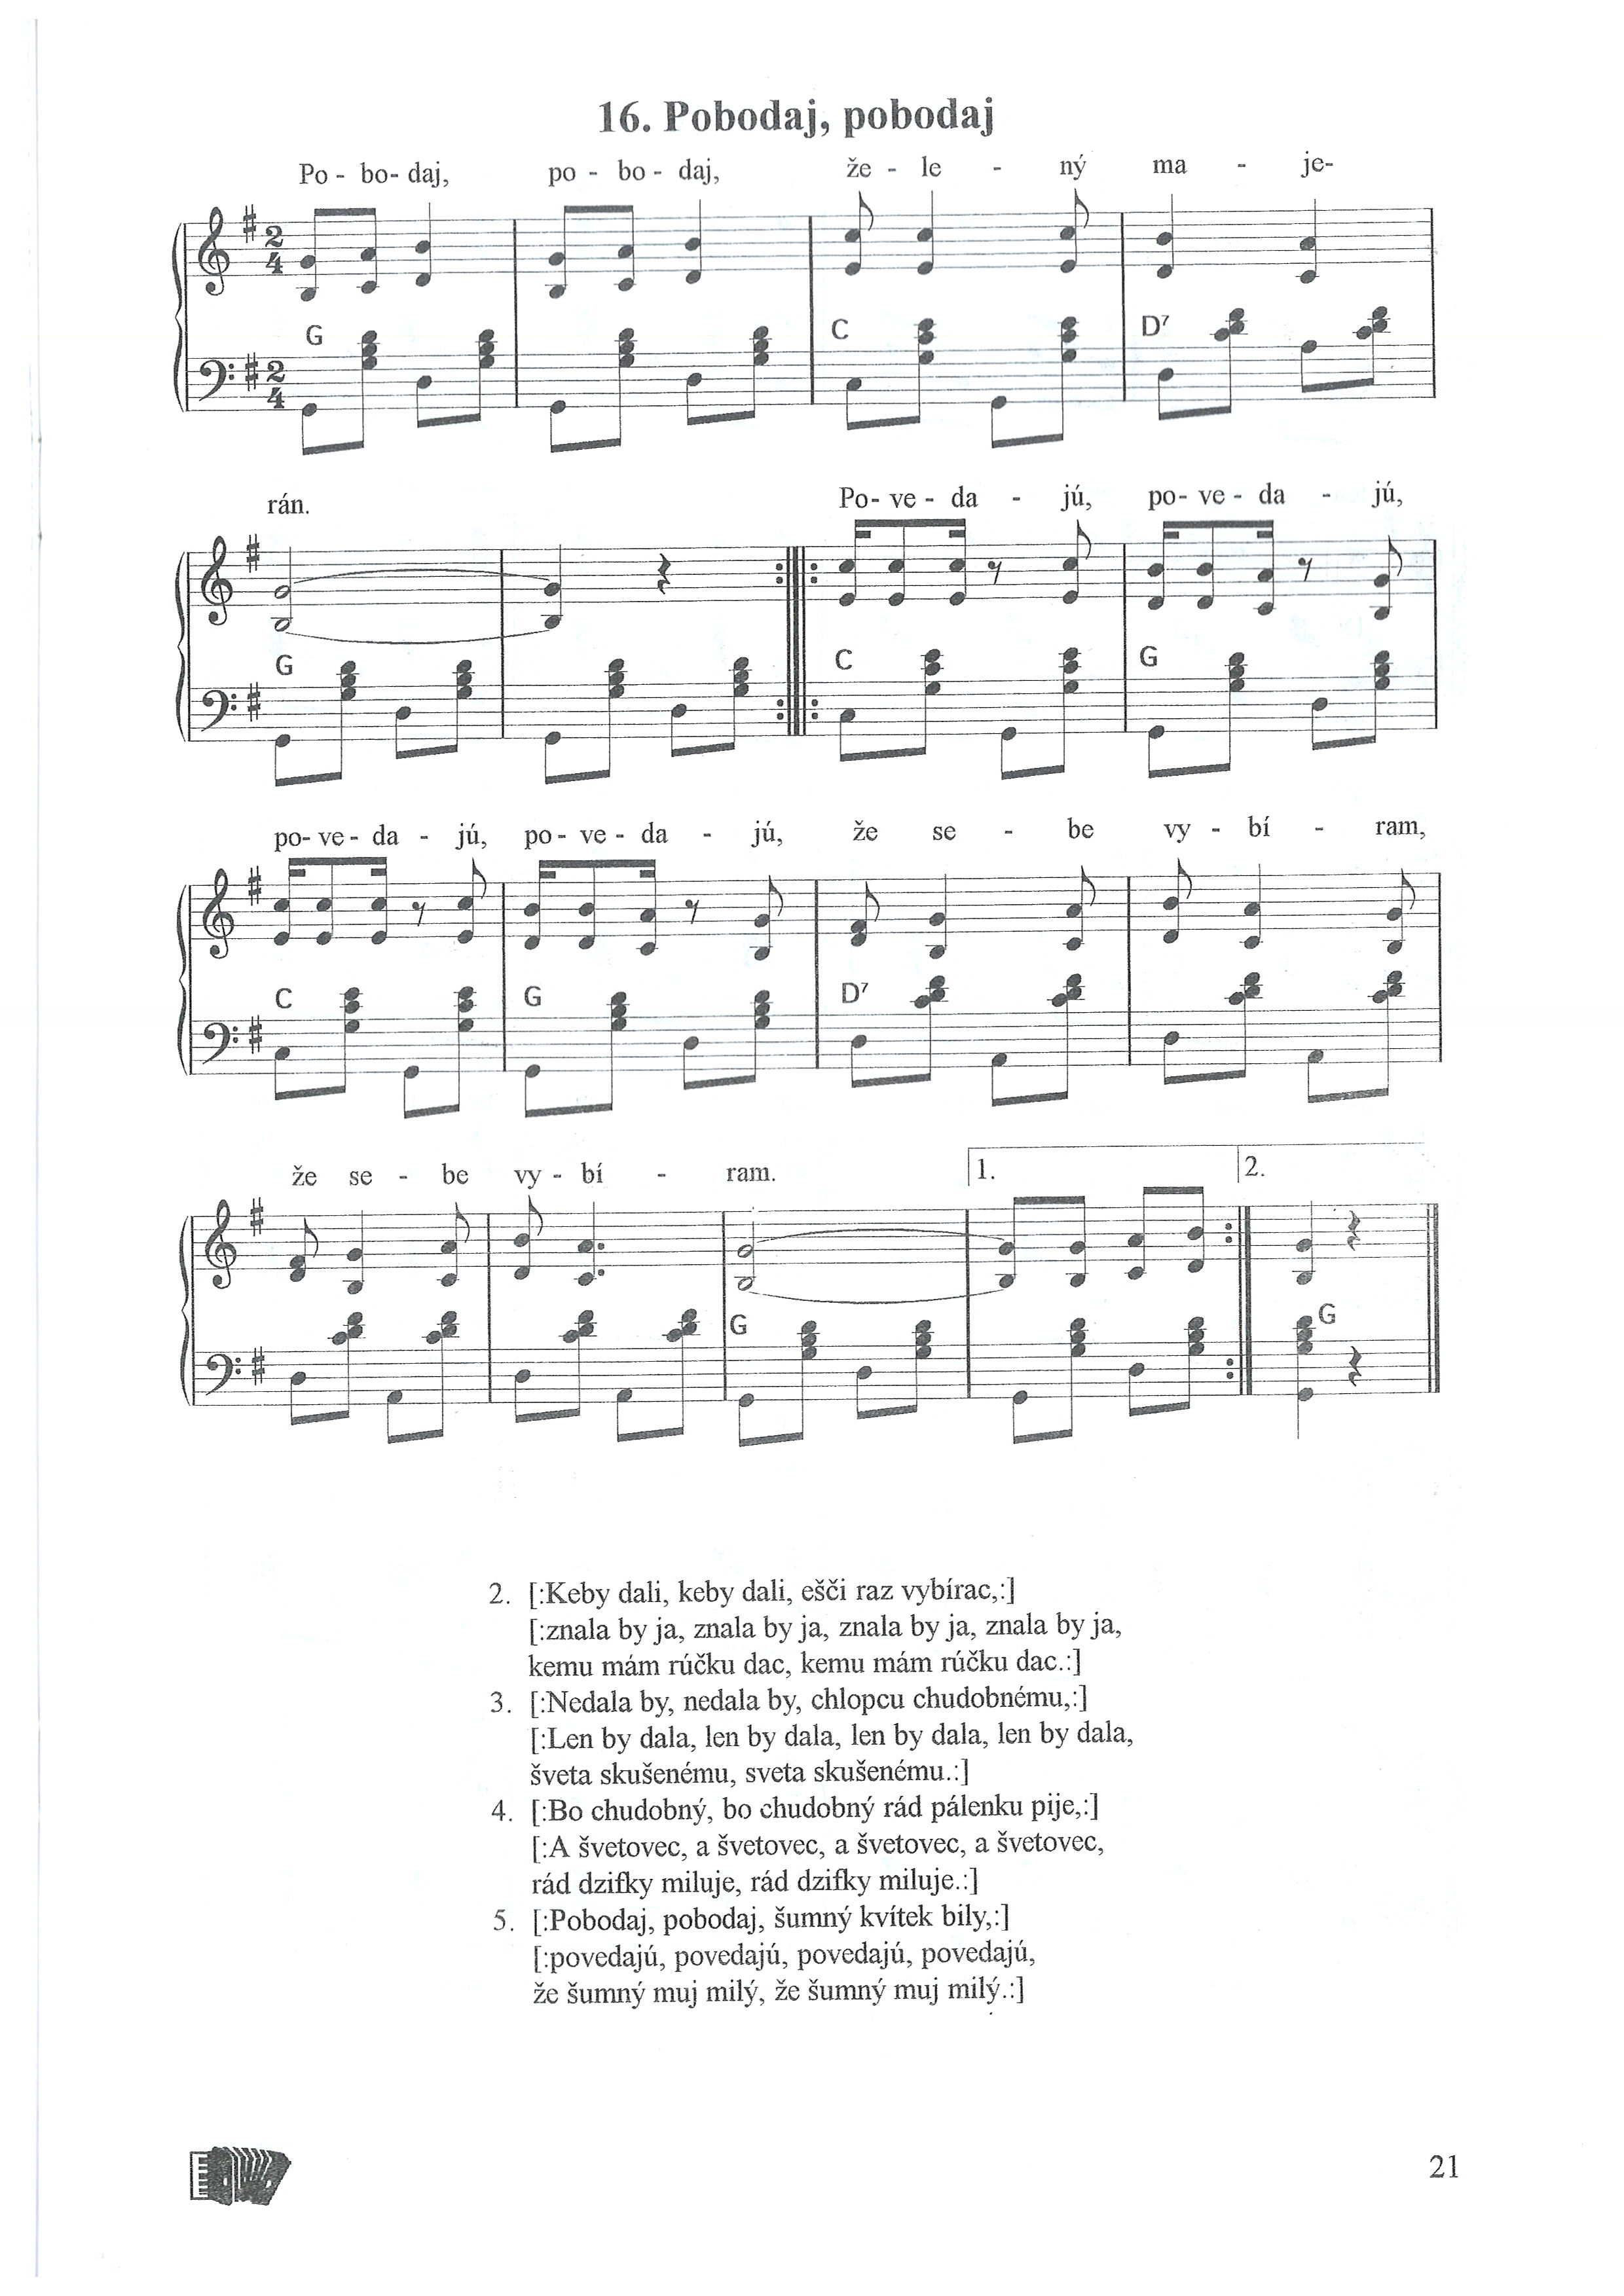 16. Pobodaj, pobodaj
Po - bo- daj, po - bo - daj, že - le - ný ma - je-
2 4
G C D⁷
2 4
rán. Po- ve - da - jú, po- ve - da - jú,
G C G
po- ve - da - jú, po - ve - da - jú, že se - be vy - bí - ram,
C G D⁷
že se - be vy - bí - ram. 1. 2.
G G
2. [:Keby dali, keby dali, ešči raz vybírac,:]
[:znala by ja, znala by ja, znala by ja, znala by ja,
kemu mám rúčku dac, kemu mám rúčku dac.:]
3. [:Nedala by, nedala by, chlopcu chudobnému,:]
[:Len by dala, len by dala, len by dala, len by dala,
šveta skušenému, sveta skušenému.:]
4. [:Bo chudobný, bo chudobný rád pálenku pije,:]
[:A švetovec, a švetovec, a švetovec, a švetovec,
rád dzifky miluje, rád dzifky miluje.:]
5. [:Pobodaj, pobodaj, šumný kvítek bily,:]
[:povedajú, povedajú, povedajú, povedajú,
že šumný muj milý, že šumný muj milý.:]
21